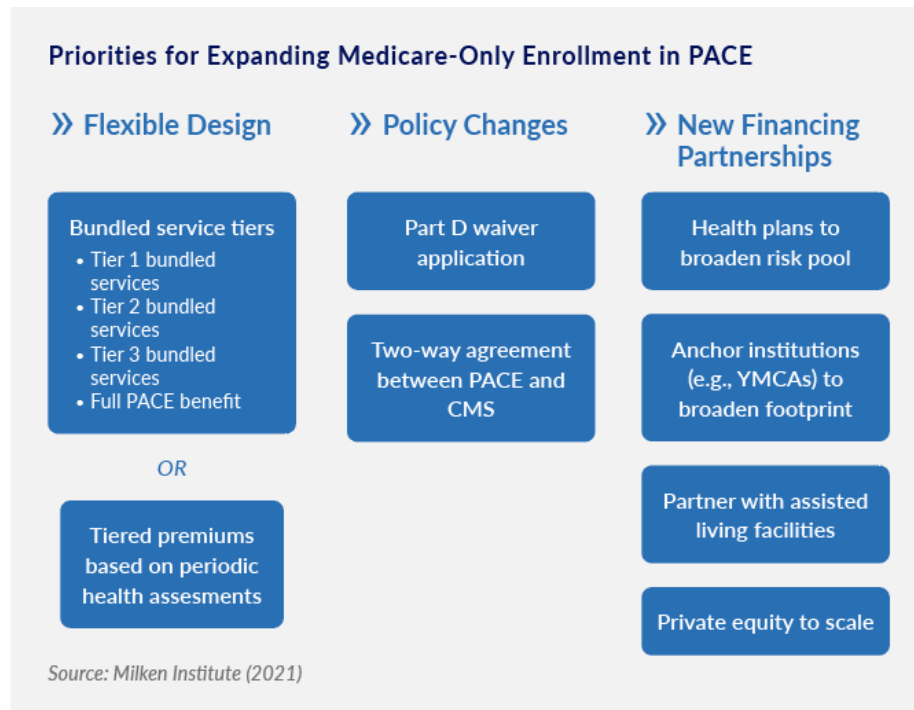 Priorities for Expanding Medicare-Only Enrollment in PACE
» Flexible Design
Bundled service tiers
• Tier 1 bundled
services
• Tier 2 bundled
services
• Tier 3 bundled
services
• Full PACE benefit
OR
Tiered premiums
based on periodic
health assesments
» Policy Changes
Part D waiver
application
Two-way agreement
between PACE and
CMS
» New Financing
Partnerships
Health plans to
broaden risk pool
Anchor institutions
(e.g., YMCAs) to
broaden footprint
Partner with assisted
living facilities
Private equity to scale
Source: Milken Institute (2021)